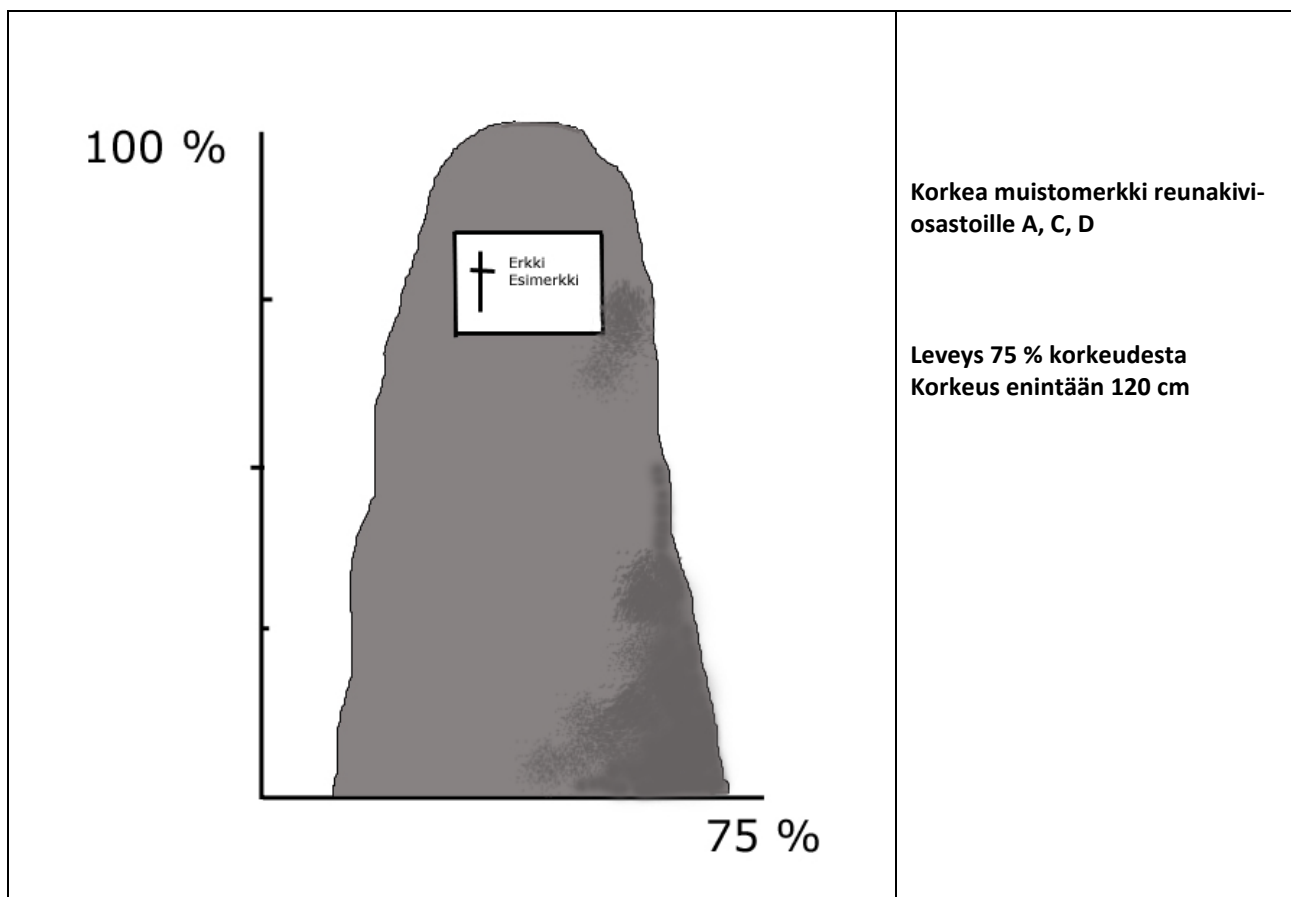 100 %
Erkki
Esimerkki
75 %
Korkea muistomerkki reunakivi-
osastoille A, C, D
Leveys 75 % korkeudesta
Korkeus enintään 120 cm